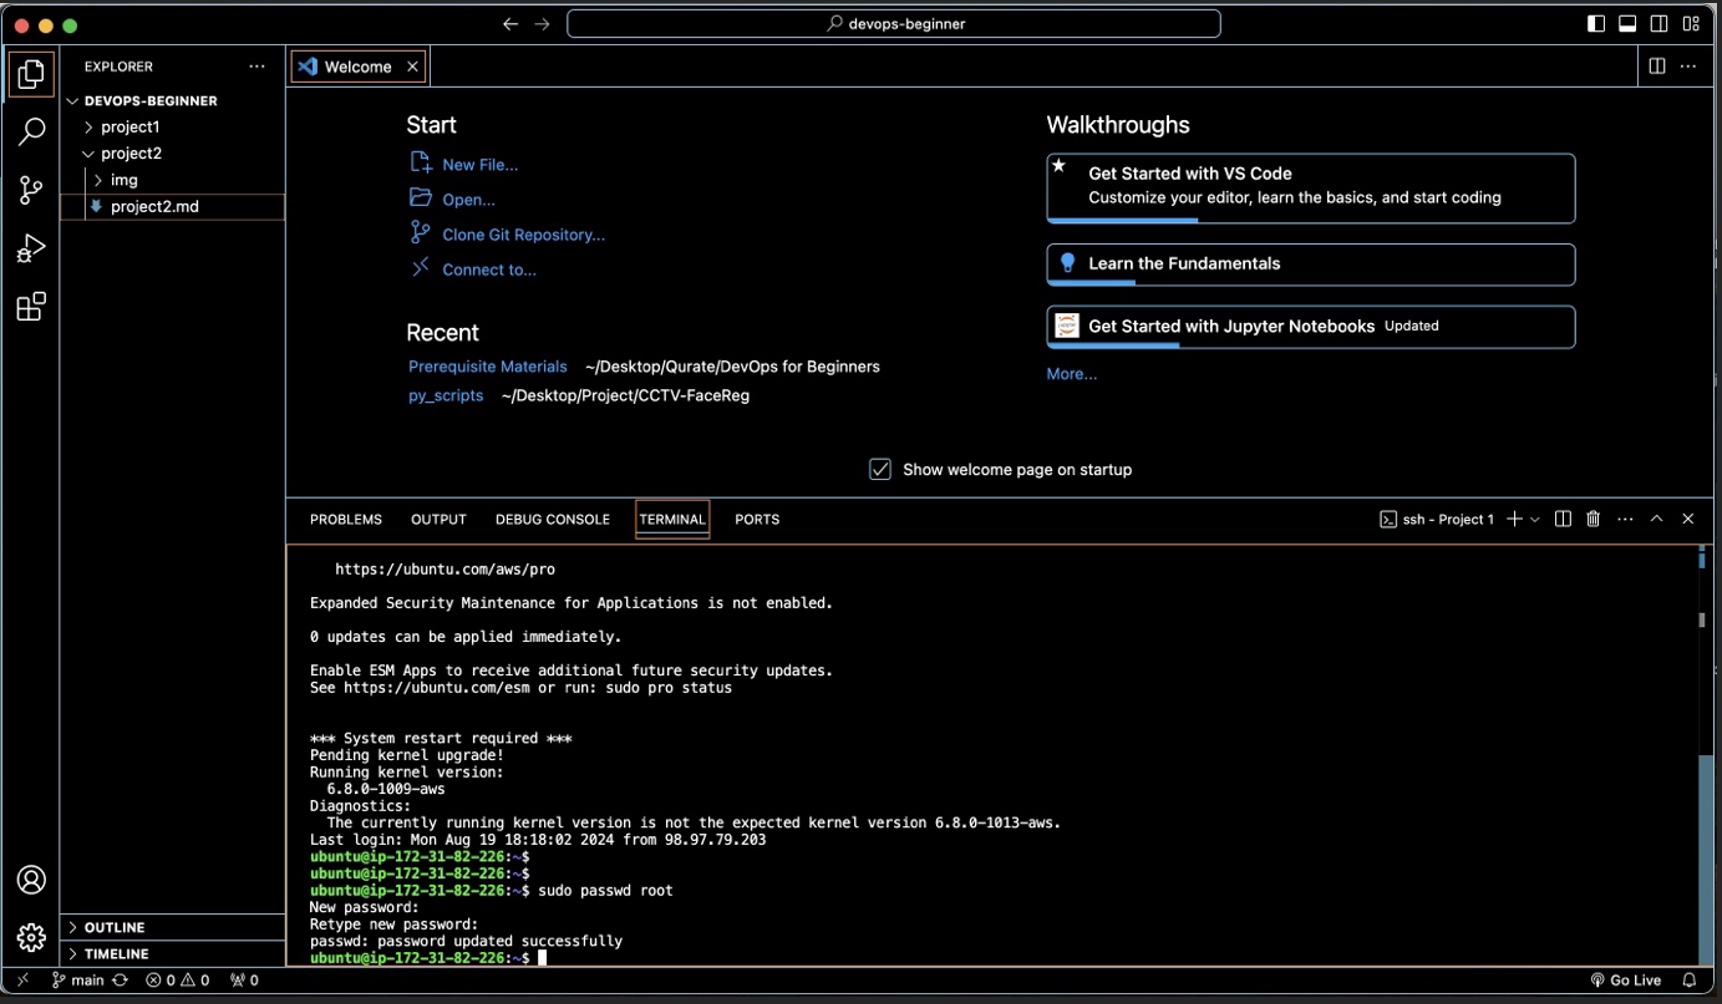 devops-beginner
EXPLORER
DEVOPS-BEGINNER
project1
project2
img
project2.md
OUTLINE
TIMELINE
Welcome
Start
New File...
Open...
Clone Git Repository...
Connect to...
Recent
Prerequisite Materials ~/Desktop/Qurate/DevOps for Beginners
py_scripts ~/Desktop/Project/CCTV-FaceReg
Walkthroughs
Get Started with VS Code
Customize your editor, learn the basics, and start coding
Learn the Fundamentals
Get Started with Jupyter Notebooks Updated
More...
Show welcome page on startup
PROBLEMS OUTPUT DEBUG CONSOLE TERMINAL PORTS
ssh - Project 1
https://ubuntu.com/aws/pro
Expanded Security Maintenance for Applications is not enabled.
0 updates can be applied immediately.
Enable ESM Apps to receive additional future security updates.
See https://ubuntu.com/esm or run: sudo pro status
*** System restart required ***
Pending kernel upgrade!
Running kernel version:
6.8.0-1009-aws
Diagnostics:
The currently running kernel version is not the expected kernel version 6.8.0-1013-aws.
Last login: Mon Aug 19 18:18:02 2024 from 98.97.79.203
ubuntu@ip-172-31-82-226:~$
ubuntu@ip-172-31-82-226:~$
ubuntu@ip-172-31-82-226:~$ sudo passwd root
New password:
Retype new password:
passwd: password updated successfully
ubuntu@ip-172-31-82-226:~$
main 0 0 0
Go Live